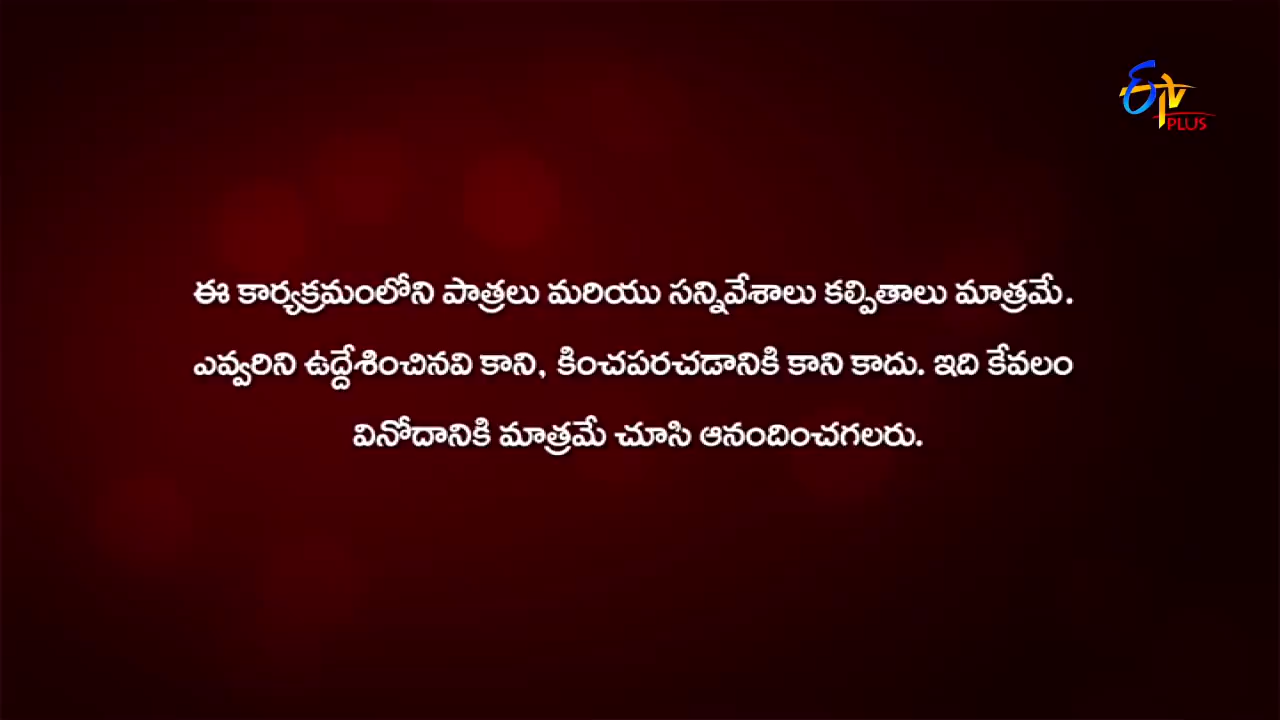 ETV
PLUS
ఈ కార్యక్రమంలోని పాత్రలు మరియు సన్నివేశాలు కల్పితాలు మాత్రమే.
ఎవ్వరిని ఉద్దేశించినవి కాని, కించపరచడానికి కాని కాదు. ఇది కేవలం
వినోదానికి మాత్రమే చూసి ఆనందించగలరు.